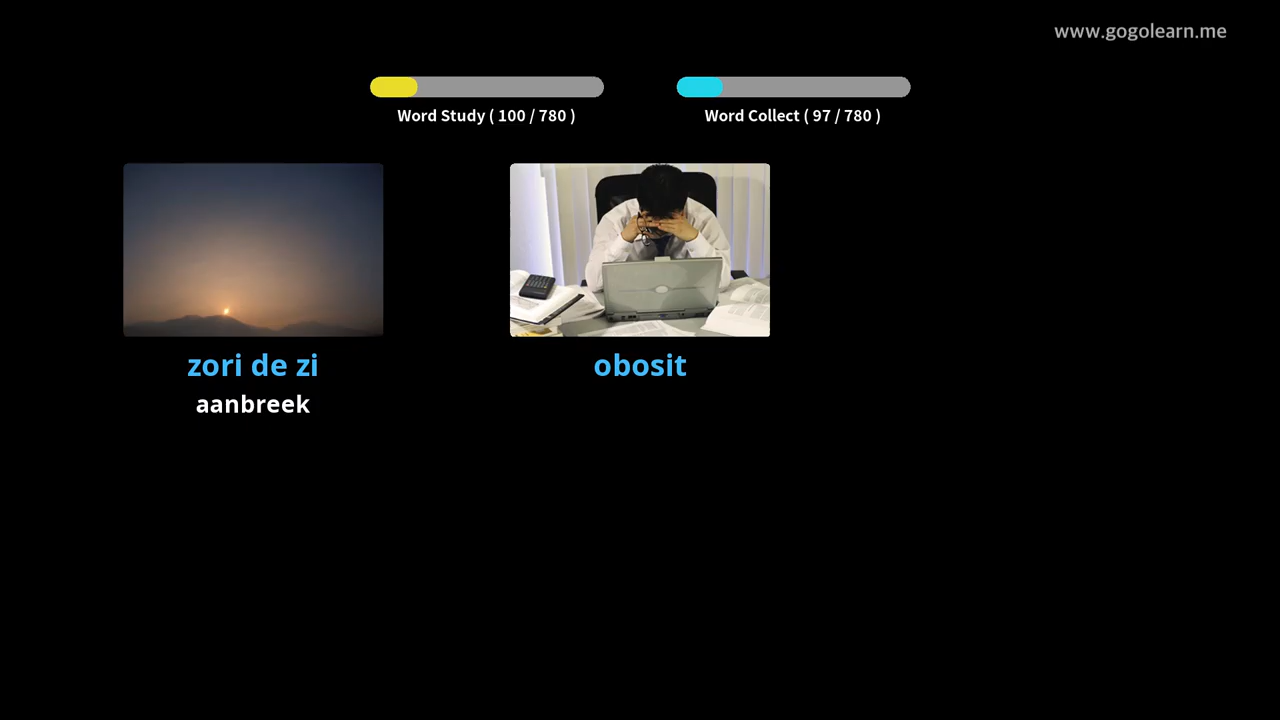 www.gogolearn.me
Word Study ( 100 / 780 )
Word Collect ( 97 / 780 )
zori de zi
aanbreek
obosit